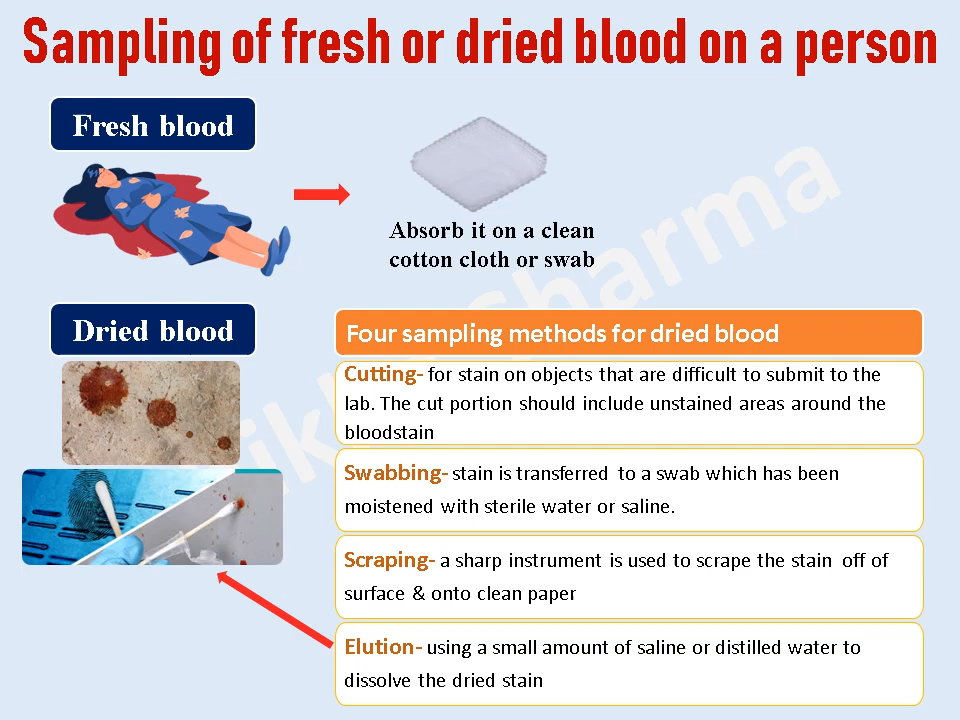 Sampling of fresh or dried blood on a person
Fresh blood
Absorb it on a clean
cotton cloth or swab
Dried blood
Four sampling methods for dried blood
Cutting- for stain on objects that are difficult to submit to the
lab. The cut portion should include unstained areas around the
bloodstain
Swabbing- stain is transferred to a swab which has been
moistened with sterile water or saline.
Scraping- a sharp instrument is used to scrape the stain off of
surface & onto clean paper
Elution- using a small amount of saline or distilled water to
dissolve the dried stain